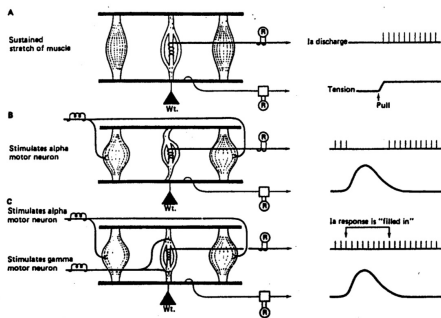 A
Sustained
stretch of muscle
R
Ia discharge
Tension
Pull
Wt.
R
B
Stimulates alpha
motor neuron
R
Wt.
R
C
Stimulates alpha
motor neuron
Ia response is "filled in"
R
Stimulates gamma
motor neuron
Wt.
R